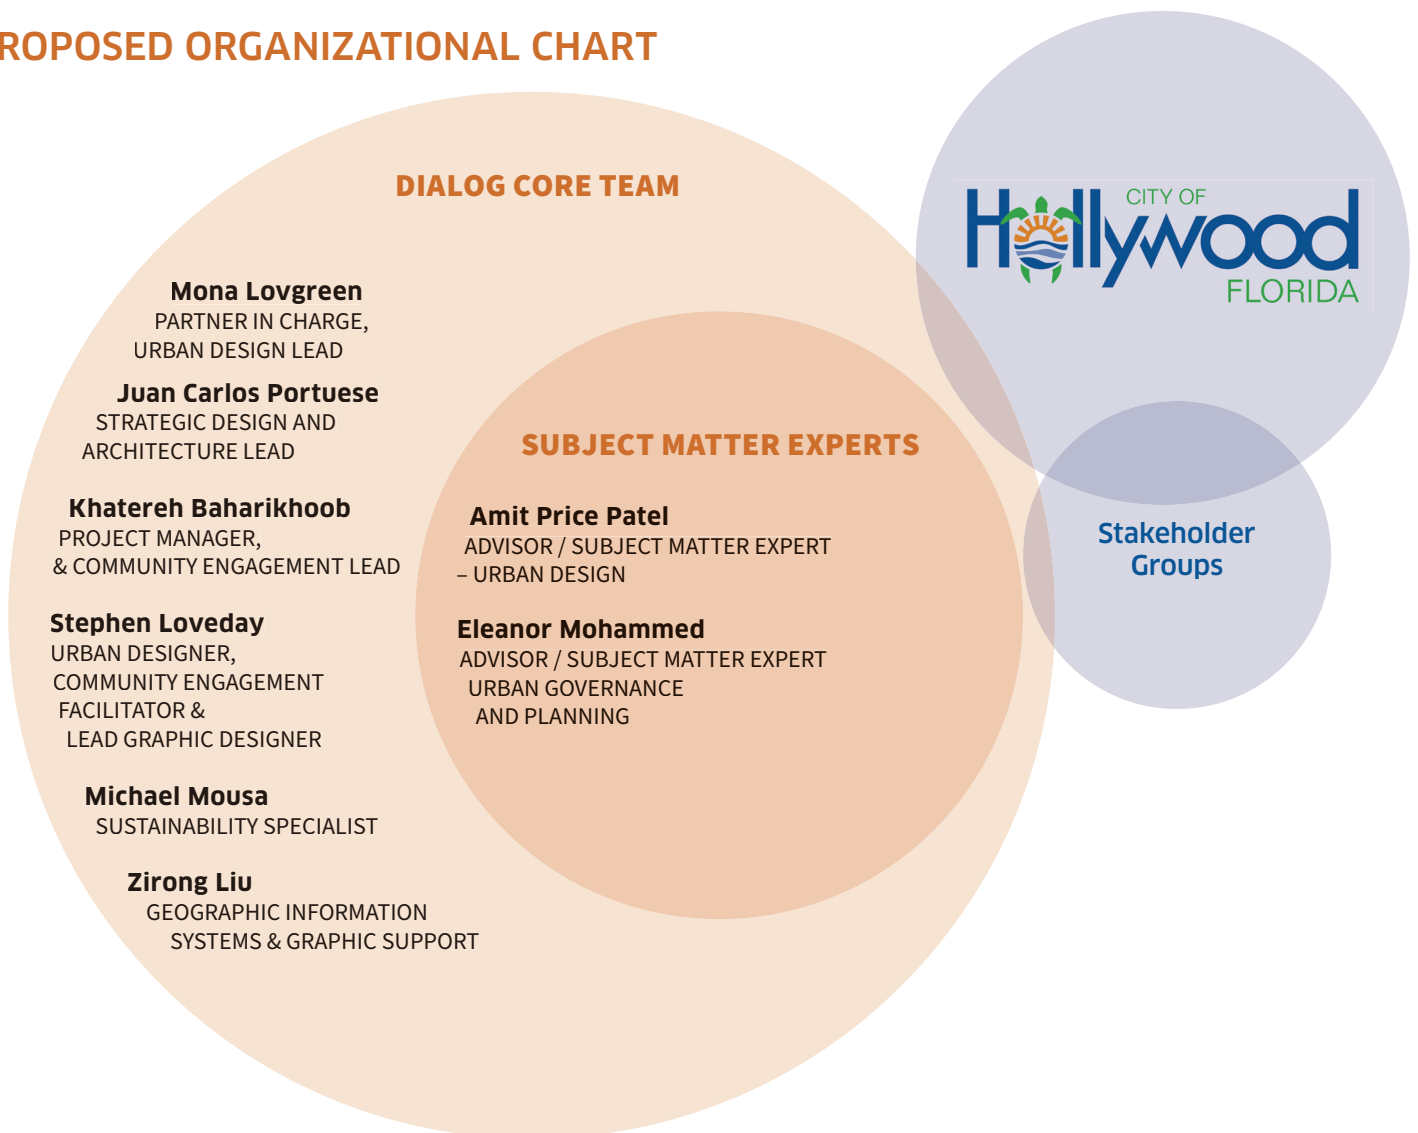 ROPOSED ORGANIZATIONAL CHART
DIALOG CORE TEAM
Mona Lovgreen
PARTNER IN CHARGE,
URBAN DESIGN LEAD
Juan Carlos Portuese
STRATEGIC DESIGN AND
ARCHITECTURE LEAD
Khatereh Baharikhoob
PROJECT MANAGER,
& COMMUNITY ENGAGEMENT LEAD
Stephen Loveday
URBAN DESIGNER,
COMMUNITY ENGAGEMENT
FACILITATOR &
LEAD GRAPHIC DESIGNER
Michael Mousa
SUSTAINABILITY SPECIALIST
Zirong Liu
GEOGRAPHIC INFORMATION
SYSTEMS & GRAPHIC SUPPORT
SUBJECT MATTER EXPERTS
Amit Price Patel
ADVISOR / SUBJECT MATTER EXPERT
– URBAN DESIGN
Eleanor Mohammed
ADVISOR / SUBJECT MATTER EXPERT
URBAN GOVERNANCE
AND PLANNING
CITY OF
Hollywood
FLORIDA
Stakeholder
Groups